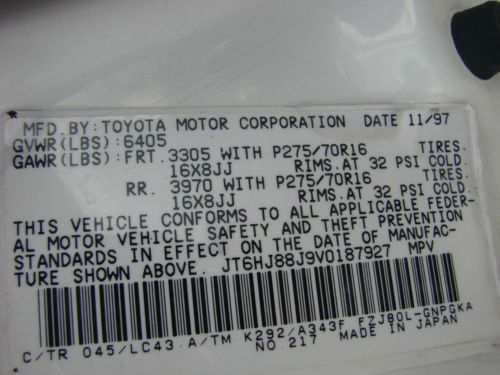 MFD.BY:TOYOTA MOTOR CORPORATION DATE 11/97
GVWR(LBS):6405
GAWR(LBS):FRT. 3305 WITH P275/70R16 TIRES.
16X8JJ RIMS.AT 32 PSI COLD.
RR. 3970 WITH P275/70R16 TIRES.
16X8JJ RIMS.AT 32 PSI COLD.
THIS VEHICLE CONFORMS TO ALL APPLICABLE FEDER-
AL MOTOR VEHICLE SAFETY AND THEFT PREVENTION
STANDARDS IN EFFECT ON THE DATE OF MANUFAC-
TURE SHOWN ABOVE. JT6HJ88J9V0187927 MPV
C/TR 045/LC43 A/TM K292/A343F FZJ80L-GNPGKA
NO.217 MADE IN JAPAN